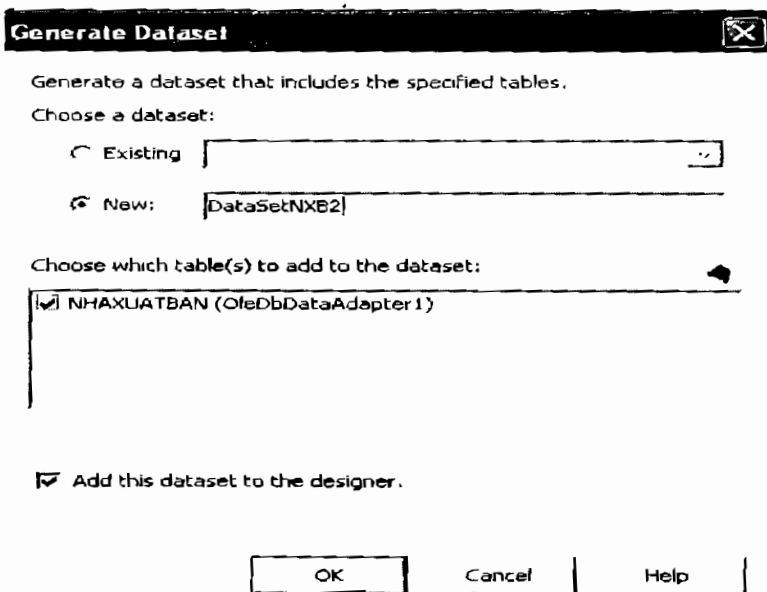 Generate Dataset
Generate a dataset that includes the specified tables.
Choose a dataset:
Existing
New: DataSetNXB2
Choose which table(s) to add to the dataset:
NHAXUATBAN (OleDbDataAdapter1)
Add this dataset to the designer.
OK Cancel Help